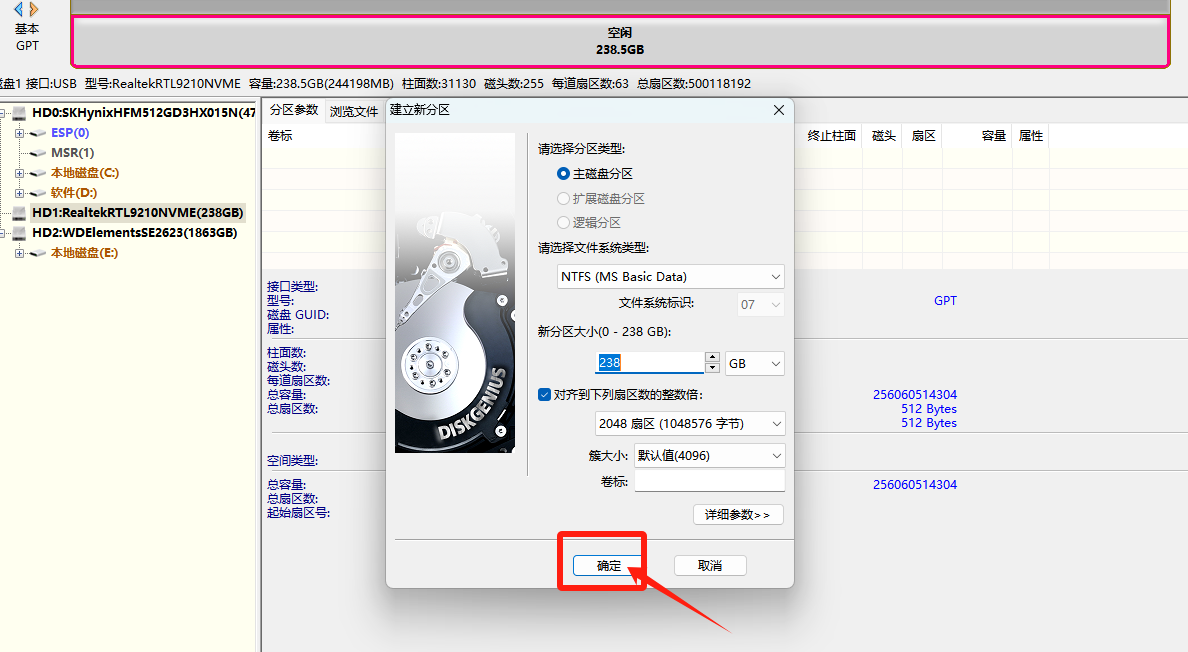 基本
GPT
空闲
238.5GB
盘1 接口:USB 型号:RealtekRTL9210NVME 容量:238.5GB(244198MB) 柱面数:31130 磁头数:255 每道扇区数:63 总扇区数:500118192
HD0:SKHynixHFM512GD3HX015N(47
ESP(0)
MSR(1)
本地磁盘(C:)
软件(D:)
HD1:RealtekRTL9210NVME(238GB)
HD2:WDElementsSE2623(1863GB)
本地磁盘(E:)
分区参数 浏览文件
卷标
终止柱面 磁头 扇区 容量 属性
接口类型:
型号:
GPT
磁盘 GUID:
属性:
柱面数:
磁头数:
每道扇区数:
总容量:
256060514304
总扇区数:
512 Bytes
512 Bytes
空间类型:
总容量:
256060514304
总扇区数:
起始扇区号:
建立新分区
DISKGENIUS
请选择分区类型:
主磁盘分区
扩展磁盘分区
逻辑分区
请选择文件系统类型:
NTFS (MS Basic Data)
文件系统标识: 07
新分区大小(0 - 238 GB):
238 GB
对齐到下列扇区数的整数倍:
2048 扇区 (1048576 字节)
簇大小: 默认值(4096)
卷标:
详细参数>>
确定 取消